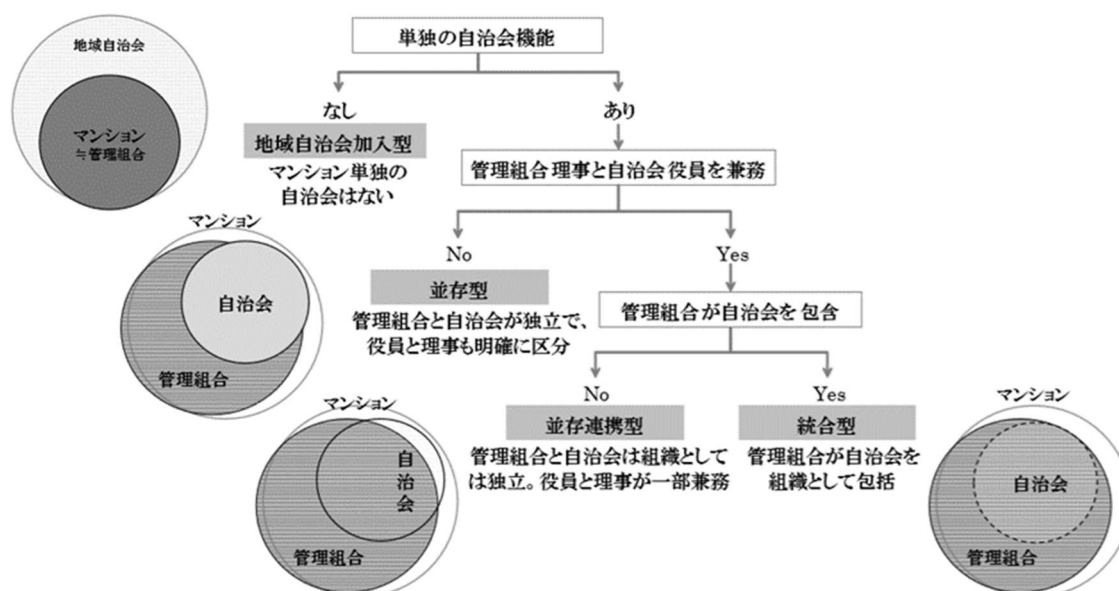 単独の自治会機能
地域自治会
マンション
≒管理組合
なし
あり
地域自治会加入型
マンション単独の
自治会はない
管理組合理事と自治会役員を兼務
マンション
自治会
管理組合
No
Yes
並存型
管理組合と自治会が独立で、
役員と理事も明確に区分
管理組合が自治会を包含
マンション
自治会
管理組合
No
Yes
並存連携型
管理組合と自治会は組織として
は独立。役員と理事が一部兼務
統合型
管理組合が自治会を
組織として包括
マンション
自治会
管理組合